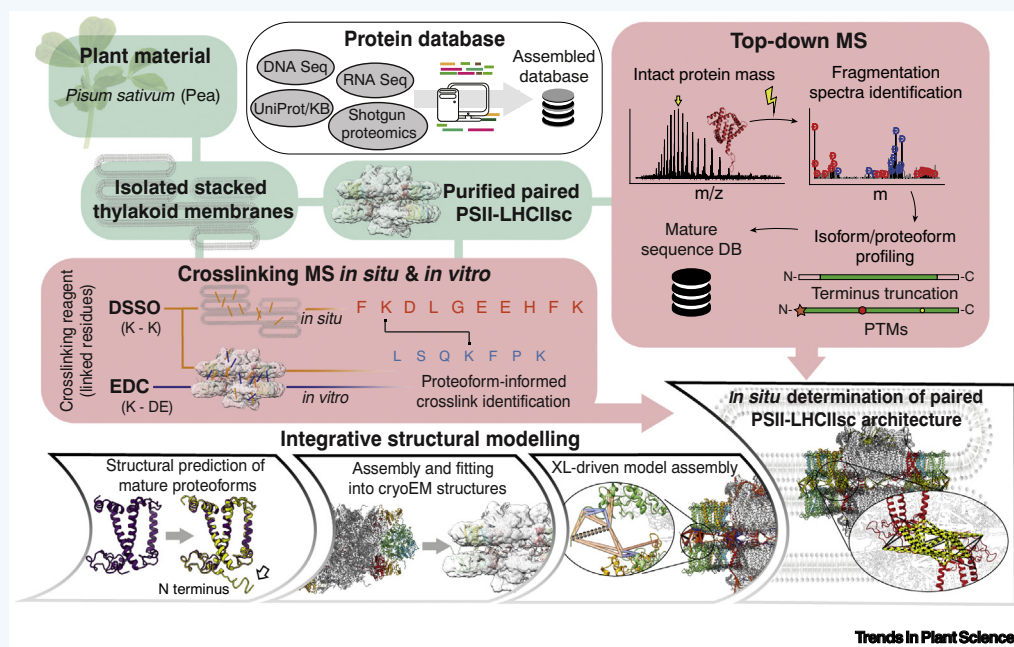 Plant material
Pisum sativum (Pea)
Protein database
DNA Seq
RNA Seq
UniProt/KB
Shotgun
proteomics
Assembled
database
Top-down MS
Intact protein mass
m/z
Fragmentation
spectra identification
m
Isoform/proteoform
profiling
N-
-C
Terminus truncation
N-
-C
PTMs
Mature
sequence DB
Isolated stacked
thylakoid membranes
Purified paired
PSII-LHCIIsc
Crosslinking MS in situ & in vitro
Crosslinking reagent
(linked residues)
DSSO
(K - K)
in situ
F K D L G E E H F K
L S Q K F P K
EDC
(K - DE)
in vitro
Proteoform-informed
crosslink identification
Integrative structural modelling
Structural prediction of
mature proteoforms
N terminus
Assembly and fitting
into cryoEM structures
XL-driven model assembly
In situ determination of paired
PSII-LHCIIsc architecture
Trends in Plant Science